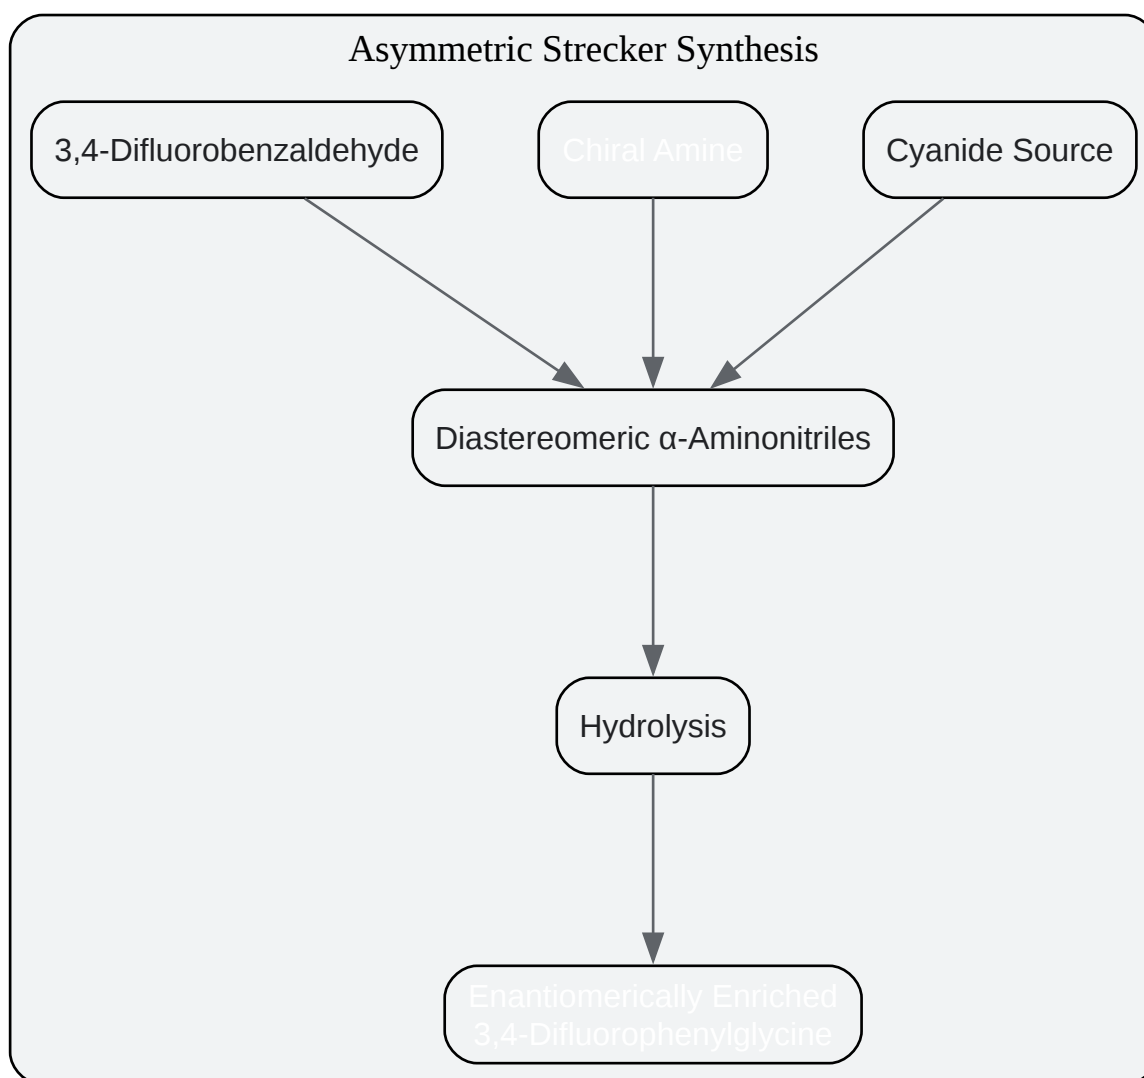 Asymmetric Strecker Synthesis
3,4-Difluorobenzaldehyde
Chiral Amine
Cyanide Source
Diastereomeric α-Aminonitriles
Hydrolysis
Enantiomerically Enriched
3,4-Difluorophenylglycine